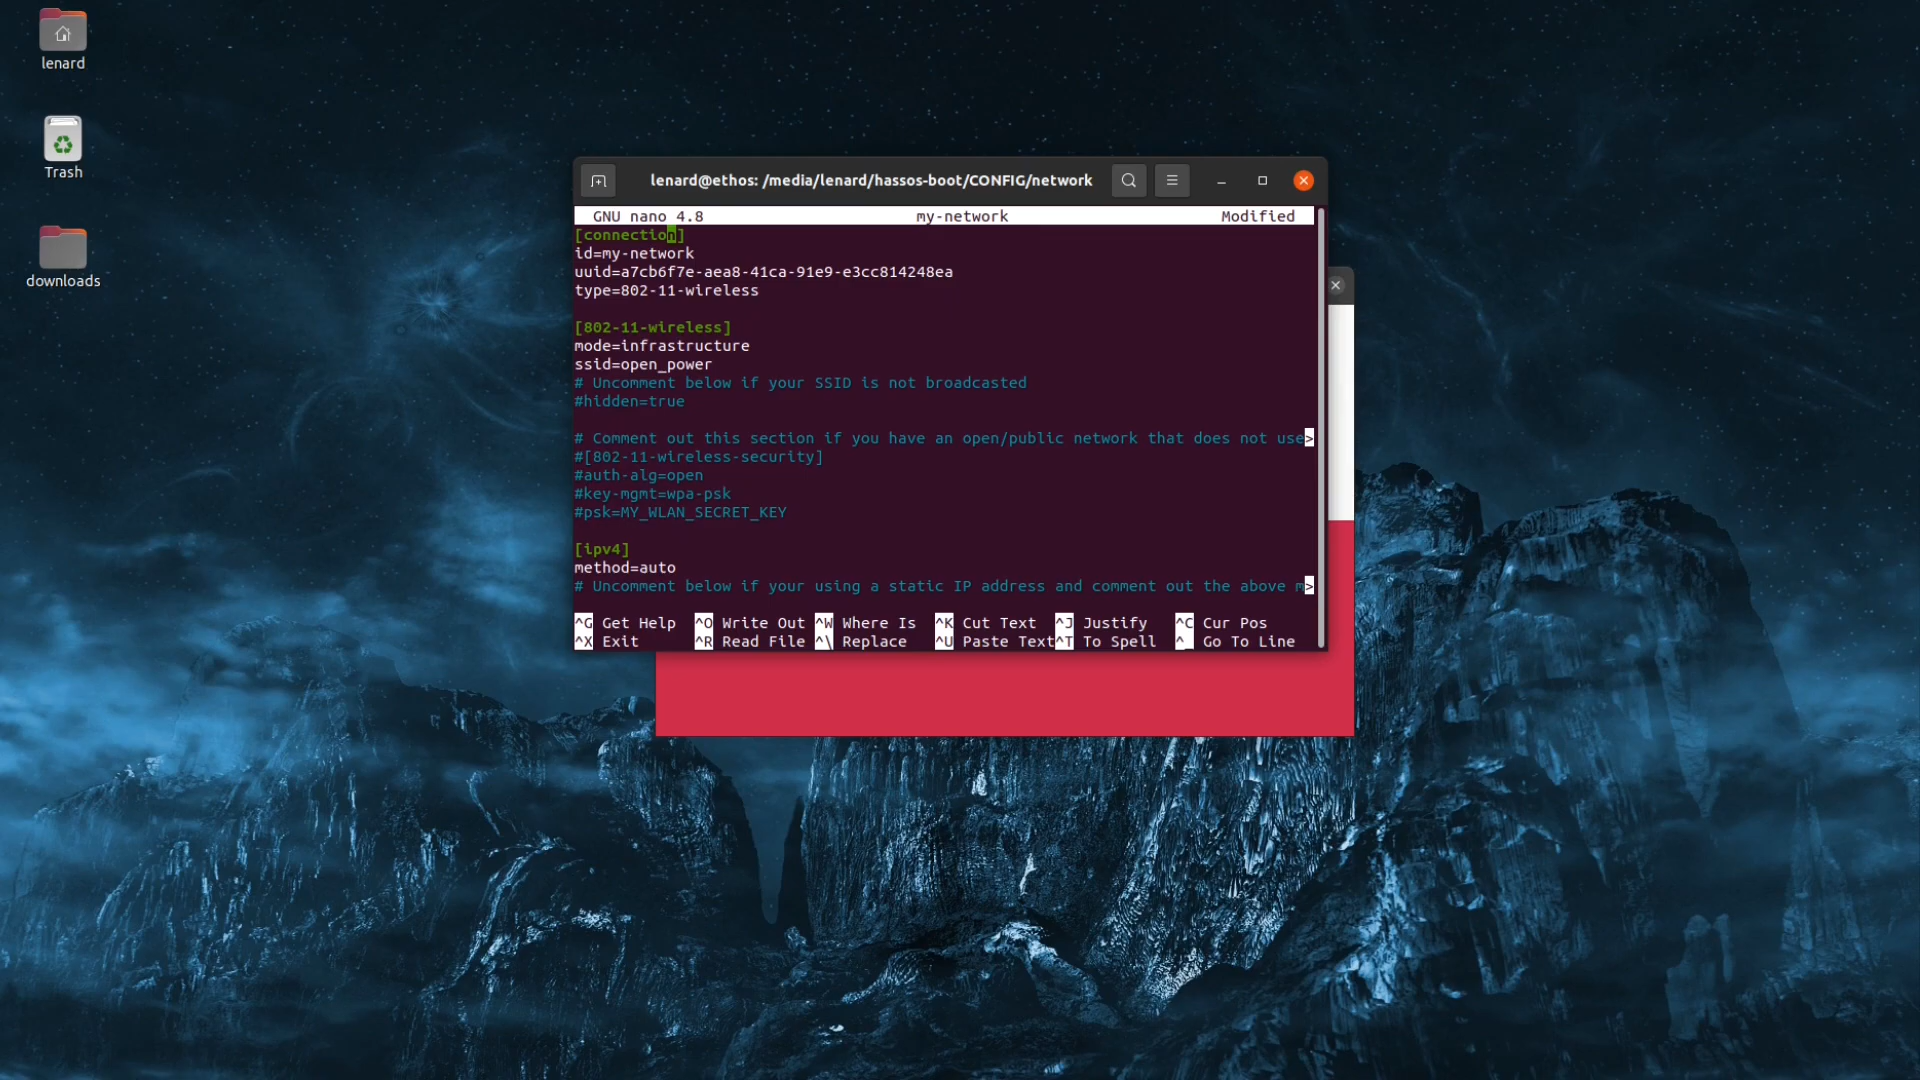 lenard
Trash
downloads
lenard@ethos: /media/lenard/hassos-boot/CONFIG/network
GNU nano 4.8 my-network Modified
[connection]
id=my-network
uuid=a7cb6f7e-aea8-41ca-91e9-e3cc814248ea
type=802-11-wireless
[802-11-wireless]
mode=infrastructure
ssid=open_power
# Uncomment below if your SSID is not broadcasted
#hidden=true
# Comment out this section if you have an open/public network that does not use>
#[802-11-wireless-security]
#auth-alg=open
#key-mgmt=wpa-psk
#psk=MY_WLAN_SECRET_KEY
[ipv4]
method=auto
# Uncomment below if your using a static IP address and comment out the above m>
^G Get Help ^O Write Out ^W Where Is ^K Cut Text ^J Justify ^C Cur Pos
^X Exit ^R Read File ^\ Replace ^U Paste Text ^T To Spell ^_ Go To Line